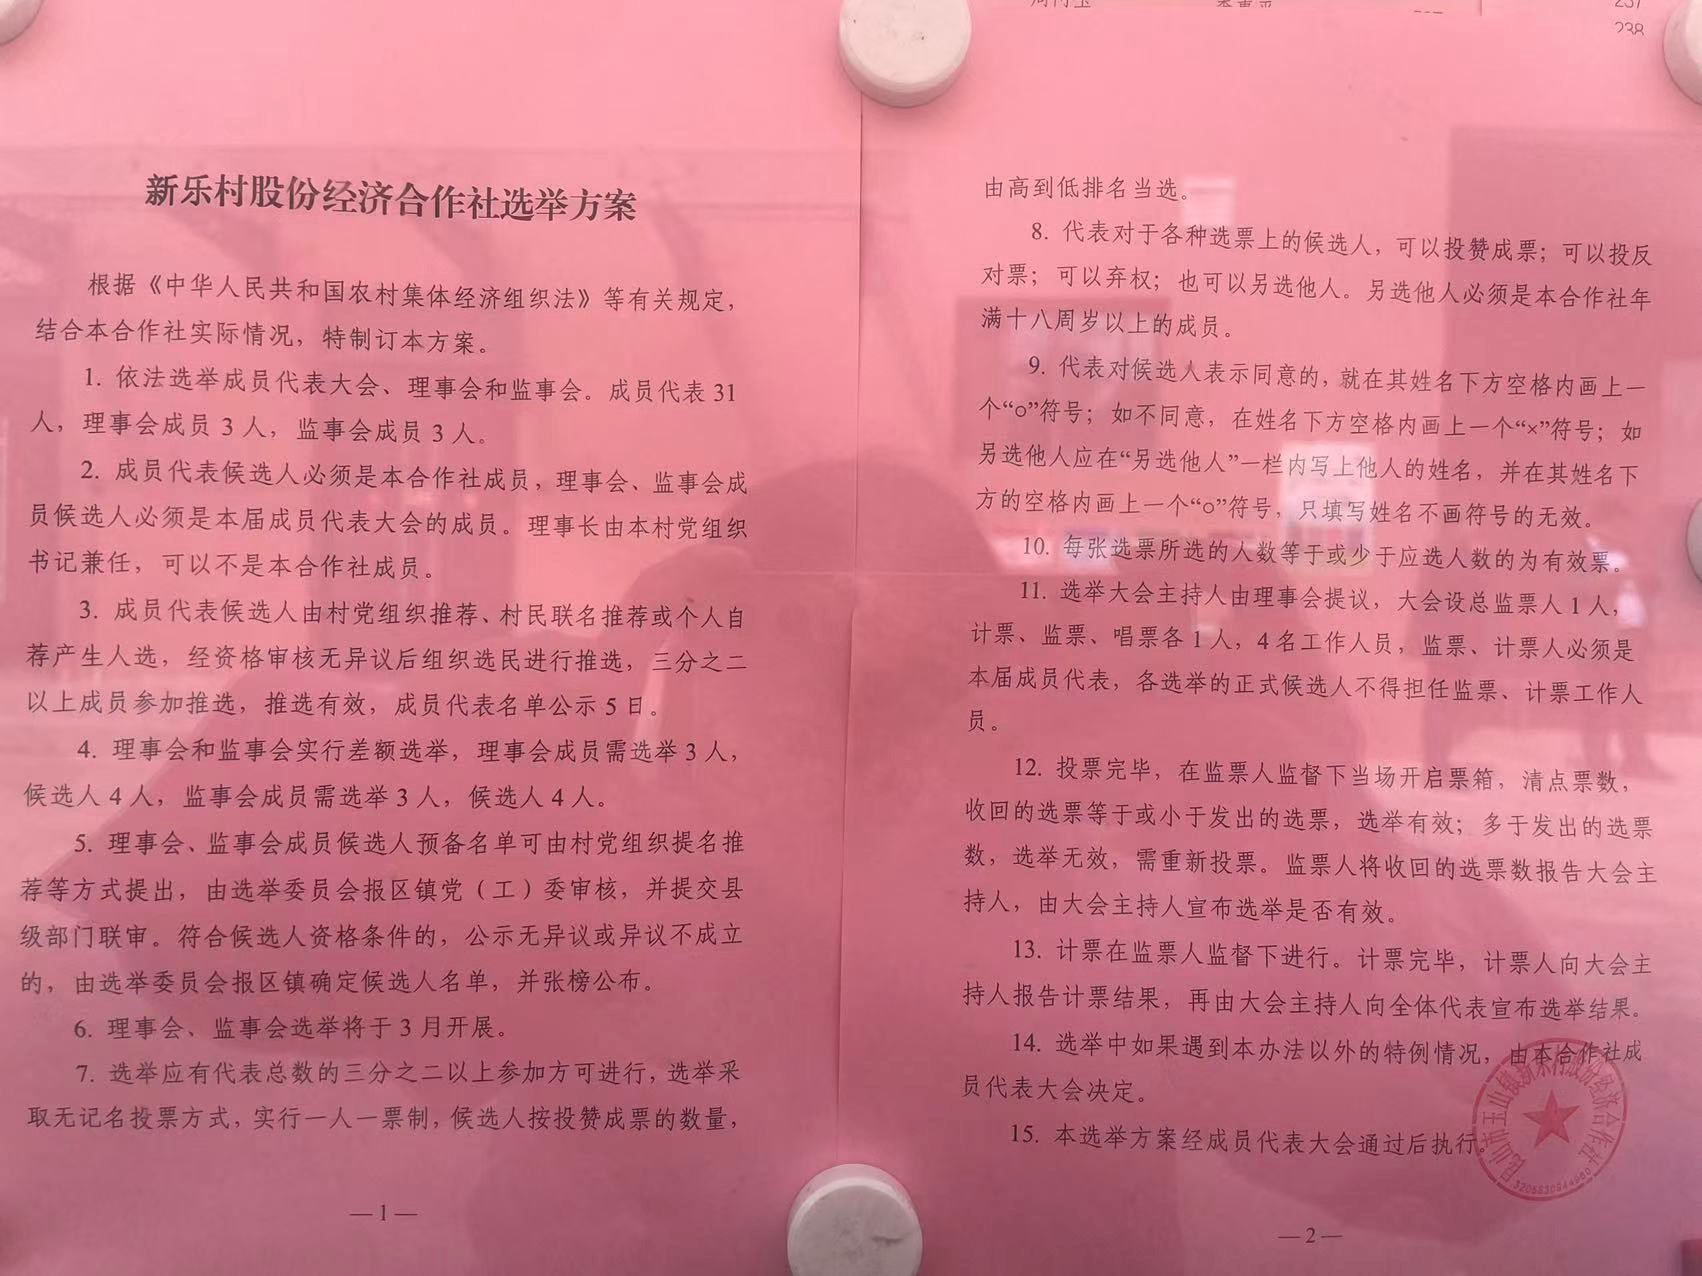 238
新乐村股份经济合作社选举方案
根据《中华人民共和国农村集体经济组织法》等有关规定，
结合本合作社实际情况，特制订本方案。
1. 依法选举成员代表大会、理事会和监事会。成员代表 31
人，理事会成员 3 人，监事会成员 3 人。
2. 成员代表候选人必须是本合作社成员，理事会、监事会成
员候选人必须是本届成员代表大会的成员。理事长由本村党组织
书记兼任，可以不是本合作社成员。
3. 成员代表候选人由村党组织推荐、村民联名推荐或个人自
荐产生人选，经资格审核无异议后组织选民进行推选，三分之二
以上成员参加推选，推选有效，成员代表名单公示 5 日。
4. 理事会和监事会实行差额选举，理事会成员需选举 3 人，
候选人 4 人，监事会成员需选举 3 人，候选人 4 人。
5. 理事会、监事会成员候选人预备名单可由村党组织提名推
荐等方式提出，由选举委员会报区镇党（工）委审核，并提交县
级部门联审。符合候选人资格条件的，公示无异议或异议不成立
的，由选举委员会报区镇确定候选人名单，并张榜公布。
6. 理事会、监事会选举将于 3 月开展。
7. 选举应有代表总数的三分之二以上参加方可进行，选举采
取无记名投票方式，实行一人一票制，候选人按投赞成票的数量，
— 1 —
由高到低排名当选。
8. 代表对于各种选票上的候选人，可以投赞成票；可以投反
对票；可以弃权；也可以另选他人。另选他人必须是本合作社年
满十八周岁以上的成员。
9. 代表对候选人表示同意的，就在其姓名下方空格内画上一
个“○”符号；如不同意，在姓名下方空格内画上一个“×”符号；如
另选他人应在“另选他人”一栏内写上他人的姓名，并在其姓名下
方的空格内画上一个“○”符号，只填写姓名不画符号的无效。
10. 每张选票所选的人数等于或少于应选人数的为有效票。
11. 选举大会主持人由理事会提议，大会设总监票人 1 人，
计票、监票、唱票各 1 人，4 名工作人员，监票、计票人必须是
本届成员代表，各选举的正式候选人不得担任监票、计票工作人
员。
12. 投票完毕，在监票人监督下当场开启票箱，清点票数，
收回的选票等于或小于发出的选票，选举有效；多于发出的选票
数，选举无效，需重新投票。监票人将收回的选票数报告大会主
持人，由大会主持人宣布选举是否有效。
13. 计票在监票人监督下进行。计票完毕，计票人向大会主
持人报告计票结果，再由大会主持人向全体代表宣布选举结果。
14. 选举中如果遇到本办法以外的特例情况，由本合作社成
员代表大会决定。
15. 本选举方案经成员代表大会通过后执行。
昆山市玉山镇新乐村股份经济合作社
— 2 —